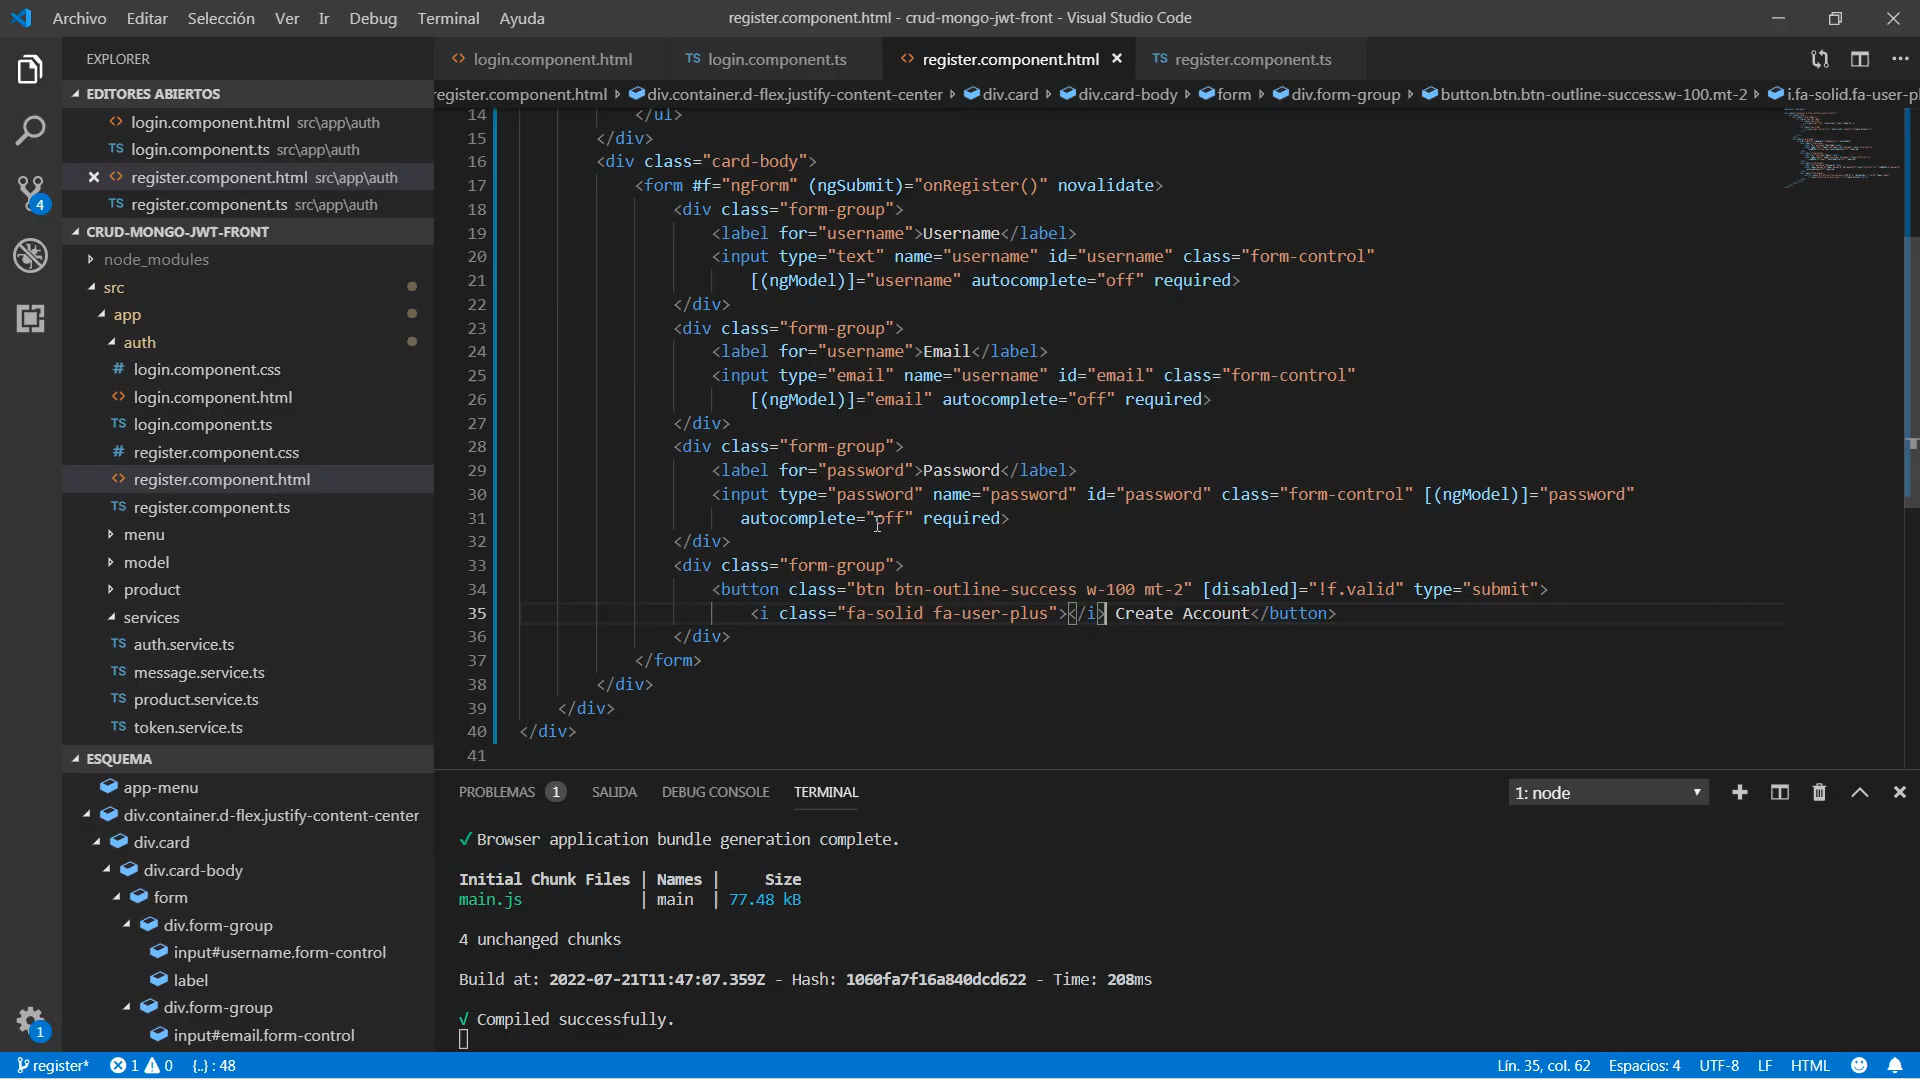 Archivo Editar Selección Ver Ir Debug Terminal Ayuda
register.component.html - crud-mongo-jwt-front - Visual Studio Code
EXPLORER
EDITORES ABIERTOS
login.component.html src\app\auth
TS login.component.ts src\app\auth
register.component.html src\app\auth
TS register.component.ts src\app\auth
CRUD-MONGO-JWT-FRONT
node_modules
src
app
auth
# login.component.css
login.component.html
TS login.component.ts
# register.component.css
register.component.html
TS register.component.ts
menu
model
product
services
TS auth.service.ts
TS message.service.ts
TS product.service.ts
TS token.service.ts
ESQUEMA
app-menu
div.container.d-flex.justify-content-center
div.card
div.card-body
form
div.form-group
input#username.form-control
label
div.form-group
input#email.form-control
4
1
login.component.html TS login.component.ts register.component.html TS register.component.ts
register.component.html div.container.d-flex.justify-content-center div.card div.card-body form div.form-group button.btn.btn-outline-success.w-100.mt-2 i.fa-solid.fa-user-pl
14 </ul>
15 </div>
16 <div class="card-body">
17 <form #f="ngForm" (ngSubmit)="onRegister()" novalidate>
18 <div class="form-group">
19 <label for="username">Username</label>
20 <input type="text" name="username" id="username" class="form-control"
21 [(ngModel)]="username" autocomplete="off" required>
22 </div>
23 <div class="form-group">
24 <label for="username">Email</label>
25 <input type="email" name="username" id="email" class="form-control"
26 [(ngModel)]="email" autocomplete="off" required>
27 </div>
28 <div class="form-group">
29 <label for="password">Password</label>
30 <input type="password" name="password" id="password" class="form-control" [(ngModel)]="password"
31 autocomplete="off" required>
32 </div>
33 <div class="form-group">
34 <button class="btn btn-outline-success w-100 mt-2" [disabled]="!f.valid" type="submit">
35 <i class="fa-solid fa-user-plus"></i> Create Account</button>
36 </div>
37 </form>
38 </div>
39 </div>
40 </div>
41
PROBLEMAS 1 SALIDA DEBUG CONSOLE TERMINAL 1: node
√ Browser application bundle generation complete.
Initial Chunk Files | Names | Size
main.js | main | 77.48 kB
4 unchanged chunks
Build at: 2022-07-21T11:47:07.359Z - Hash: 1060fa7f16a840dcd622 - Time: 208ms
√ Compiled successfully.
register* 1 0 {..} : 48 Lín. 35, col. 62 Espacios: 4 UTF-8 LF HTML